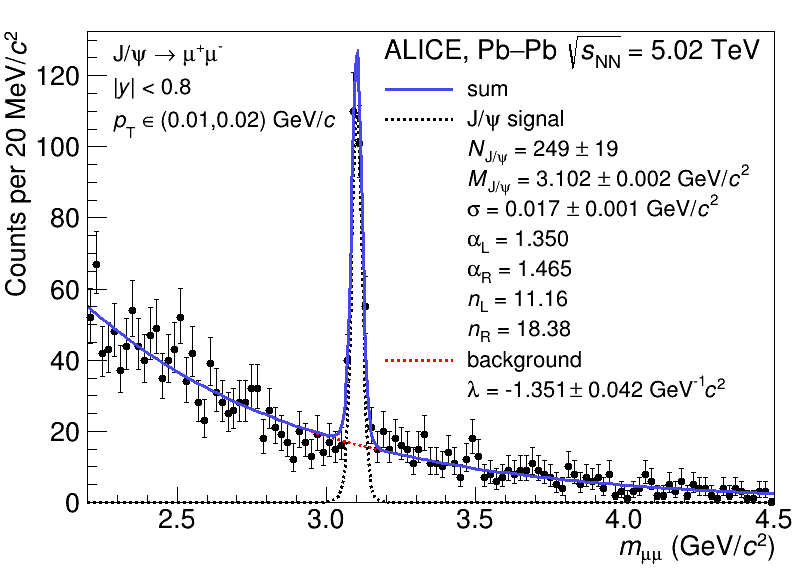 Counts per 20 MeV/c²
J/ψ → μ⁺μ⁻
|y| < 0.8
p_T ∈ (0.01,0.02) GeV/c
ALICE, Pb–Pb √s_NN = 5.02 TeV
sum
J/ψ signal
N_J/ψ = 249 ± 19
M_J/ψ = 3.102 ± 0.002 GeV/c²
σ = 0.017 ± 0.001 GeV/c²
α_L = 1.350
α_R = 1.465
n_L = 11.16
n_R = 18.38
background
λ = -1.351± 0.042 GeV⁻¹c²
120
100
80
60
40
20
0
2.5 3.0 3.5 4.0 4.5
m_μμ (GeV/c²)